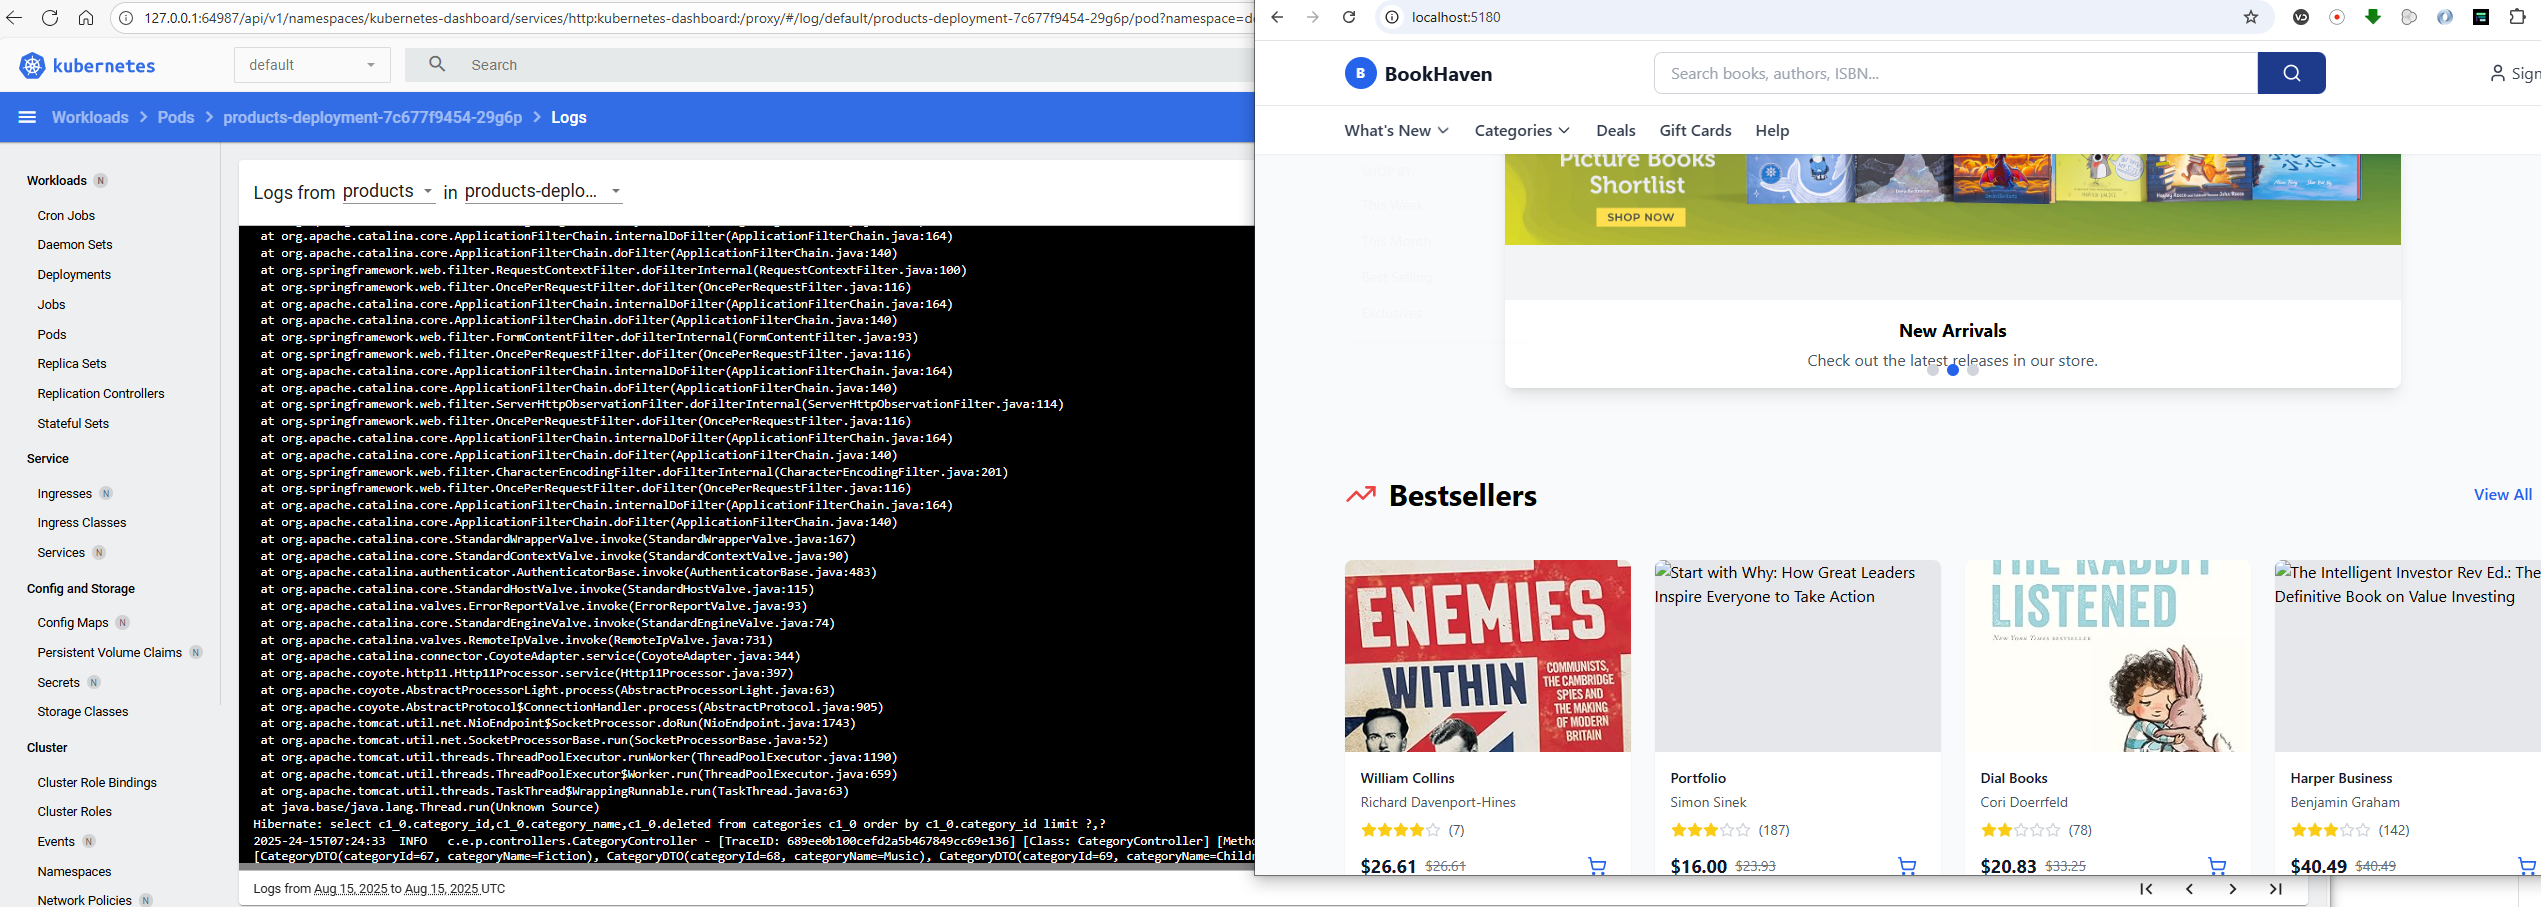 127.0.0.1:64987/api/v1/namespaces/kubernetes-dashboard/services/http:kubernetes-dashboard:/proxy/#/log/default/products-deployment-7c677f9454-29g6p/pod?namespace=de
kubernetes
default
Search
Workloads > Pods > products-deployment-7c677f9454-29g6p > Logs
Workloads N
Cron Jobs
Daemon Sets
Deployments
Jobs
Pods
Replica Sets
Replication Controllers
Stateful Sets
Service
Ingresses N
Ingress Classes
Services N
Config and Storage
Config Maps N
Persistent Volume Claims N
Secrets N
Storage Classes
Cluster
Cluster Role Bindings
Cluster Roles
Events N
Namespaces
Network Policies N
Logs from products in products-deplo...
at org.apache.catalina.core.ApplicationFilterChain.internalDoFilter(ApplicationFilterChain.java:164)
at org.apache.catalina.core.ApplicationFilterChain.doFilter(ApplicationFilterChain.java:140)
at org.springframework.web.filter.RequestContextFilter.doFilterInternal(RequestContextFilter.java:100)
at org.springframework.web.filter.OncePerRequestFilter.doFilter(OncePerRequestFilter.java:116)
at org.apache.catalina.core.ApplicationFilterChain.internalDoFilter(ApplicationFilterChain.java:164)
at org.apache.catalina.core.ApplicationFilterChain.doFilter(ApplicationFilterChain.java:140)
at org.springframework.web.filter.FormContentFilter.doFilterInternal(FormContentFilter.java:93)
at org.springframework.web.filter.OncePerRequestFilter.doFilter(OncePerRequestFilter.java:116)
at org.apache.catalina.core.ApplicationFilterChain.internalDoFilter(ApplicationFilterChain.java:164)
at org.apache.catalina.core.ApplicationFilterChain.doFilter(ApplicationFilterChain.java:140)
at org.springframework.web.filter.ServerHttpObservationFilter.doFilterInternal(ServerHttpObservationFilter.java:114)
at org.springframework.web.filter.OncePerRequestFilter.doFilter(OncePerRequestFilter.java:116)
at org.apache.catalina.core.ApplicationFilterChain.internalDoFilter(ApplicationFilterChain.java:164)
at org.apache.catalina.core.ApplicationFilterChain.doFilter(ApplicationFilterChain.java:140)
at org.springframework.web.filter.CharacterEncodingFilter.doFilterInternal(CharacterEncodingFilter.java:201)
at org.springframework.web.filter.OncePerRequestFilter.doFilter(OncePerRequestFilter.java:116)
at org.apache.catalina.core.ApplicationFilterChain.internalDoFilter(ApplicationFilterChain.java:164)
at org.apache.catalina.core.ApplicationFilterChain.doFilter(ApplicationFilterChain.java:140)
at org.apache.catalina.core.StandardWrapperValve.invoke(StandardWrapperValve.java:167)
at org.apache.catalina.core.StandardContextValve.invoke(StandardContextValve.java:90)
at org.apache.catalina.authenticator.AuthenticatorBase.invoke(AuthenticatorBase.java:483)
at org.apache.catalina.core.StandardHostValve.invoke(StandardHostValve.java:115)
at org.apache.catalina.valves.ErrorReportValve.invoke(ErrorReportValve.java:93)
at org.apache.catalina.core.StandardEngineValve.invoke(StandardEngineValve.java:74)
at org.apache.catalina.valves.RemoteIpValve.invoke(RemoteIpValve.java:731)
at org.apache.catalina.connector.CoyoteAdapter.service(CoyoteAdapter.java:344)
at org.apache.coyote.http11.Http11Processor.service(Http11Processor.java:397)
at org.apache.coyote.AbstractProcessorLight.process(AbstractProcessorLight.java:63)
at org.apache.coyote.AbstractProtocol$ConnectionHandler.process(AbstractProtocol.java:905)
at org.apache.tomcat.util.net.NioEndpoint$SocketProcessor.doRun(NioEndpoint.java:1743)
at org.apache.tomcat.util.net.SocketProcessorBase.run(SocketProcessorBase.java:52)
at org.apache.tomcat.util.threads.ThreadPoolExecutor.runWorker(ThreadPoolExecutor.java:1190)
at org.apache.tomcat.util.threads.ThreadPoolExecutor$Worker.run(ThreadPoolExecutor.java:659)
at org.apache.tomcat.util.threads.TaskThread$WrappingRunnable.run(TaskThread.java:63)
at java.base/java.lang.Thread.run(Unknown Source)
Hibernate: select c1_0.category_id,c1_0.category_name,c1_0.deleted from categories c1_0 order by c1_0.category_id limit ?,?
2025-24-15T07:24:33 INFO c.e.p.controllers.CategoryController - [TraceID: 689ee0b100cefd2a5b467849cc69e136] [Class: CategoryController] [Metho
[CategoryDTO(categoryId=67, categoryName=Fiction), CategoryDTO(categoryId=68, categoryName=Music), CategoryDTO(categoryId=69, categoryName=Childr
Logs from Aug 15, 2025 to Aug 15, 2025 UTC
localhost:5180
B BookHaven
Search books, authors, ISBN...
Sign
What's New
Categories
Deals
Gift Cards
Help
This Week
This Month
Best Selling
Exclusives
Picture Books
Shortlist
SHOP NOW
New Arrivals
Check out the latest releases in our store.
Bestsellers
View All
ENEMIES
WITHIN
COMMUNISTS,
THE CAMBRIDGE
SPIES AND
THE MAKING
OF MODERN
BRITAIN
William Collins
Richard Davenport-Hines
(7)
$26.61 $26.61
Start with Why: How Great Leaders
Inspire Everyone to Take Action
Portfolio
Simon Sinek
(187)
$16.00 $23.93
THE RABBIT
LISTENED
NEW YORK TIMES BESTSELLER
Dial Books
Cori Doerrfeld
(78)
$20.83 $33.25
The Intelligent Investor Rev Ed.: The
Definitive Book on Value Investing
Harper Business
Benjamin Graham
(142)
$40.49 $40.49